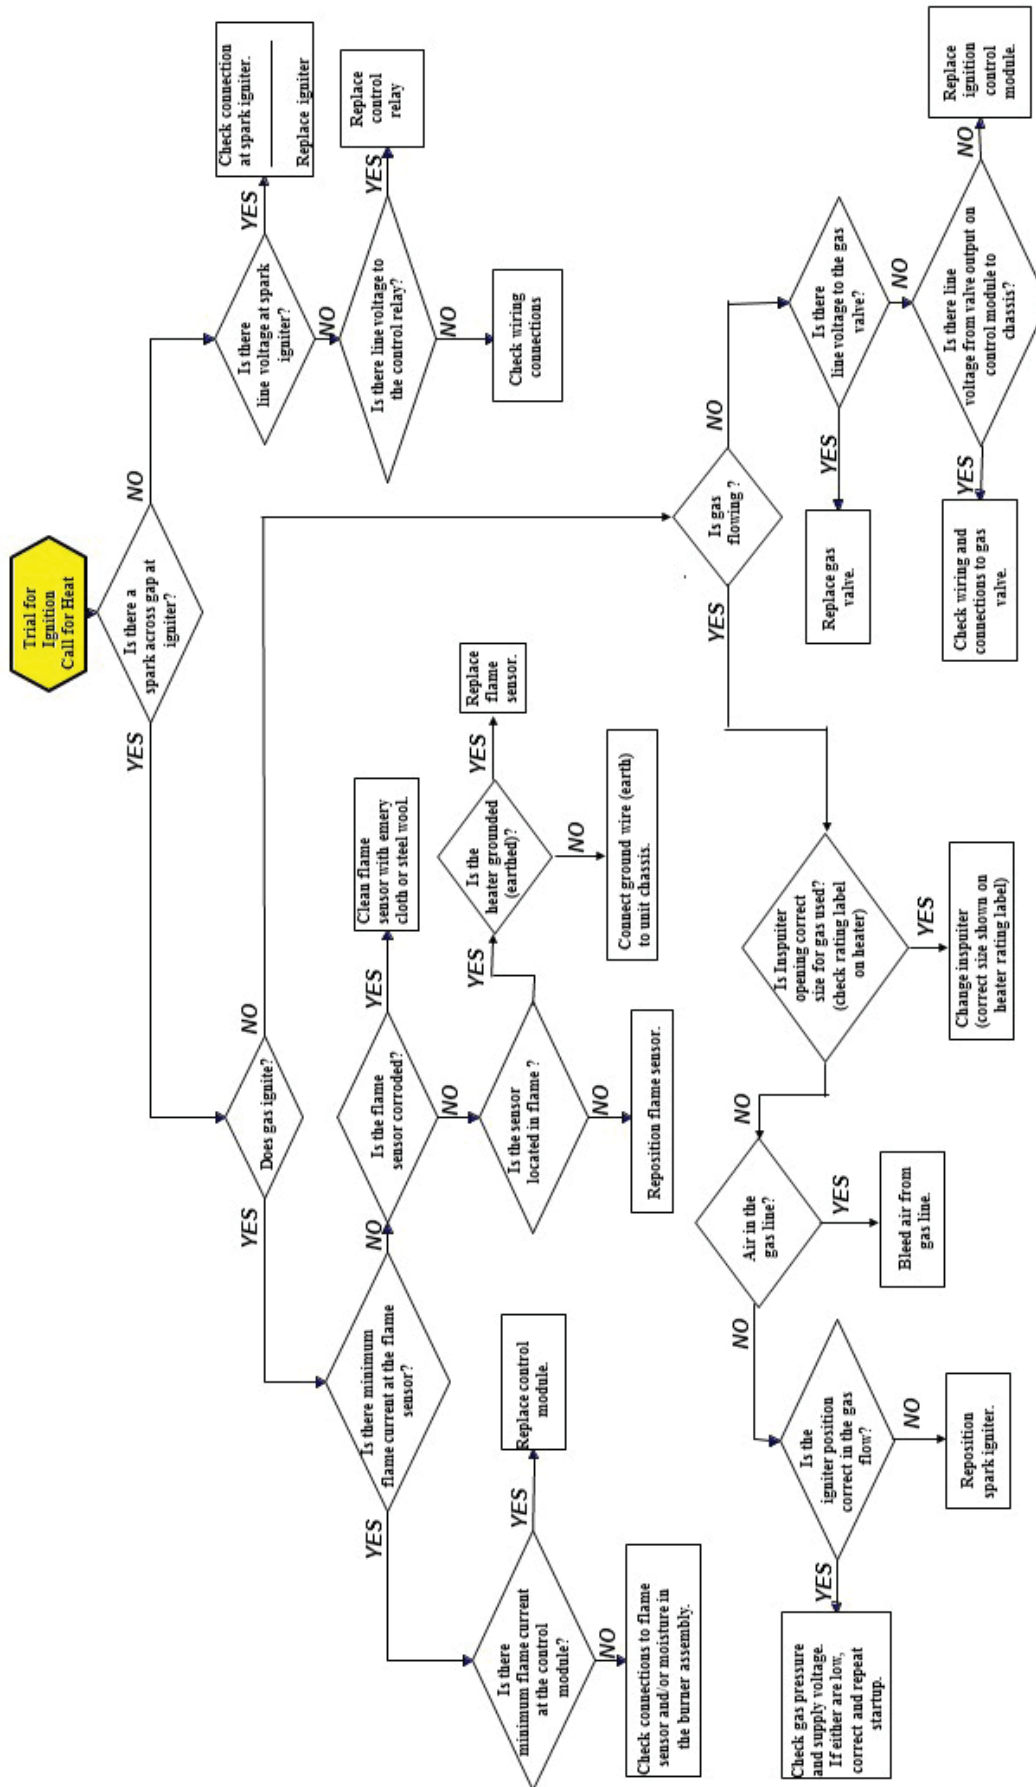 Trial for
Ignition
Call for Heat
Is there a
spark across gap at
igniter?
YES
NO
Does gas ignite?
YES
NO
Is there
line voltage at spark
igniter?
YES
Check connection
at spark igniter.
Replace igniter
NO
Is there line voltage to
the control relay?
YES
Replace
control
relay
NO
Check wiring
connections
Is there minimum
flame current at the flame
sensor?
YES
NO
Is the flame
sensor corroded?
YES
Clean flame
sensor with emery
cloth or steel wool.
NO
Is there
minimum flame current
at the control
module?
YES
Replace control
module.
NO
Check connections to flame
sensor and/or moisture in
the burner assembly.
Is the sensor
located in flame ?
YES
NO
Reposition flame sensor.
Is the
heater grounded
(earthed)?
YES
Replace
flame
sensor.
NO
Connect ground wire (earth)
to unit chassis.
Is gas
flowing ?
YES
NO
Is there
line voltage to the gas
valve?
YES
Replace gas
valve.
NO
Is there line
voltage from valve output on
control module to
chassis?
YES
Check wiring and
connections to gas
valve.
NO
Replace
ignition
control
module.
Is Inspuiter
opening correct
size for gas used?
(check rating label
on heater)
NO
YES
Change inspuiter
(correct size shown on
heater rating label)
Air in the
gas line?
NO
YES
Bleed air from
gas line.
Is the
igniter position
correct in the gas
flow?
YES
Check gas pressure
and supply voltage.
If either are low,
correct and repeat
startup.
NO
Reposition
spark igniter.